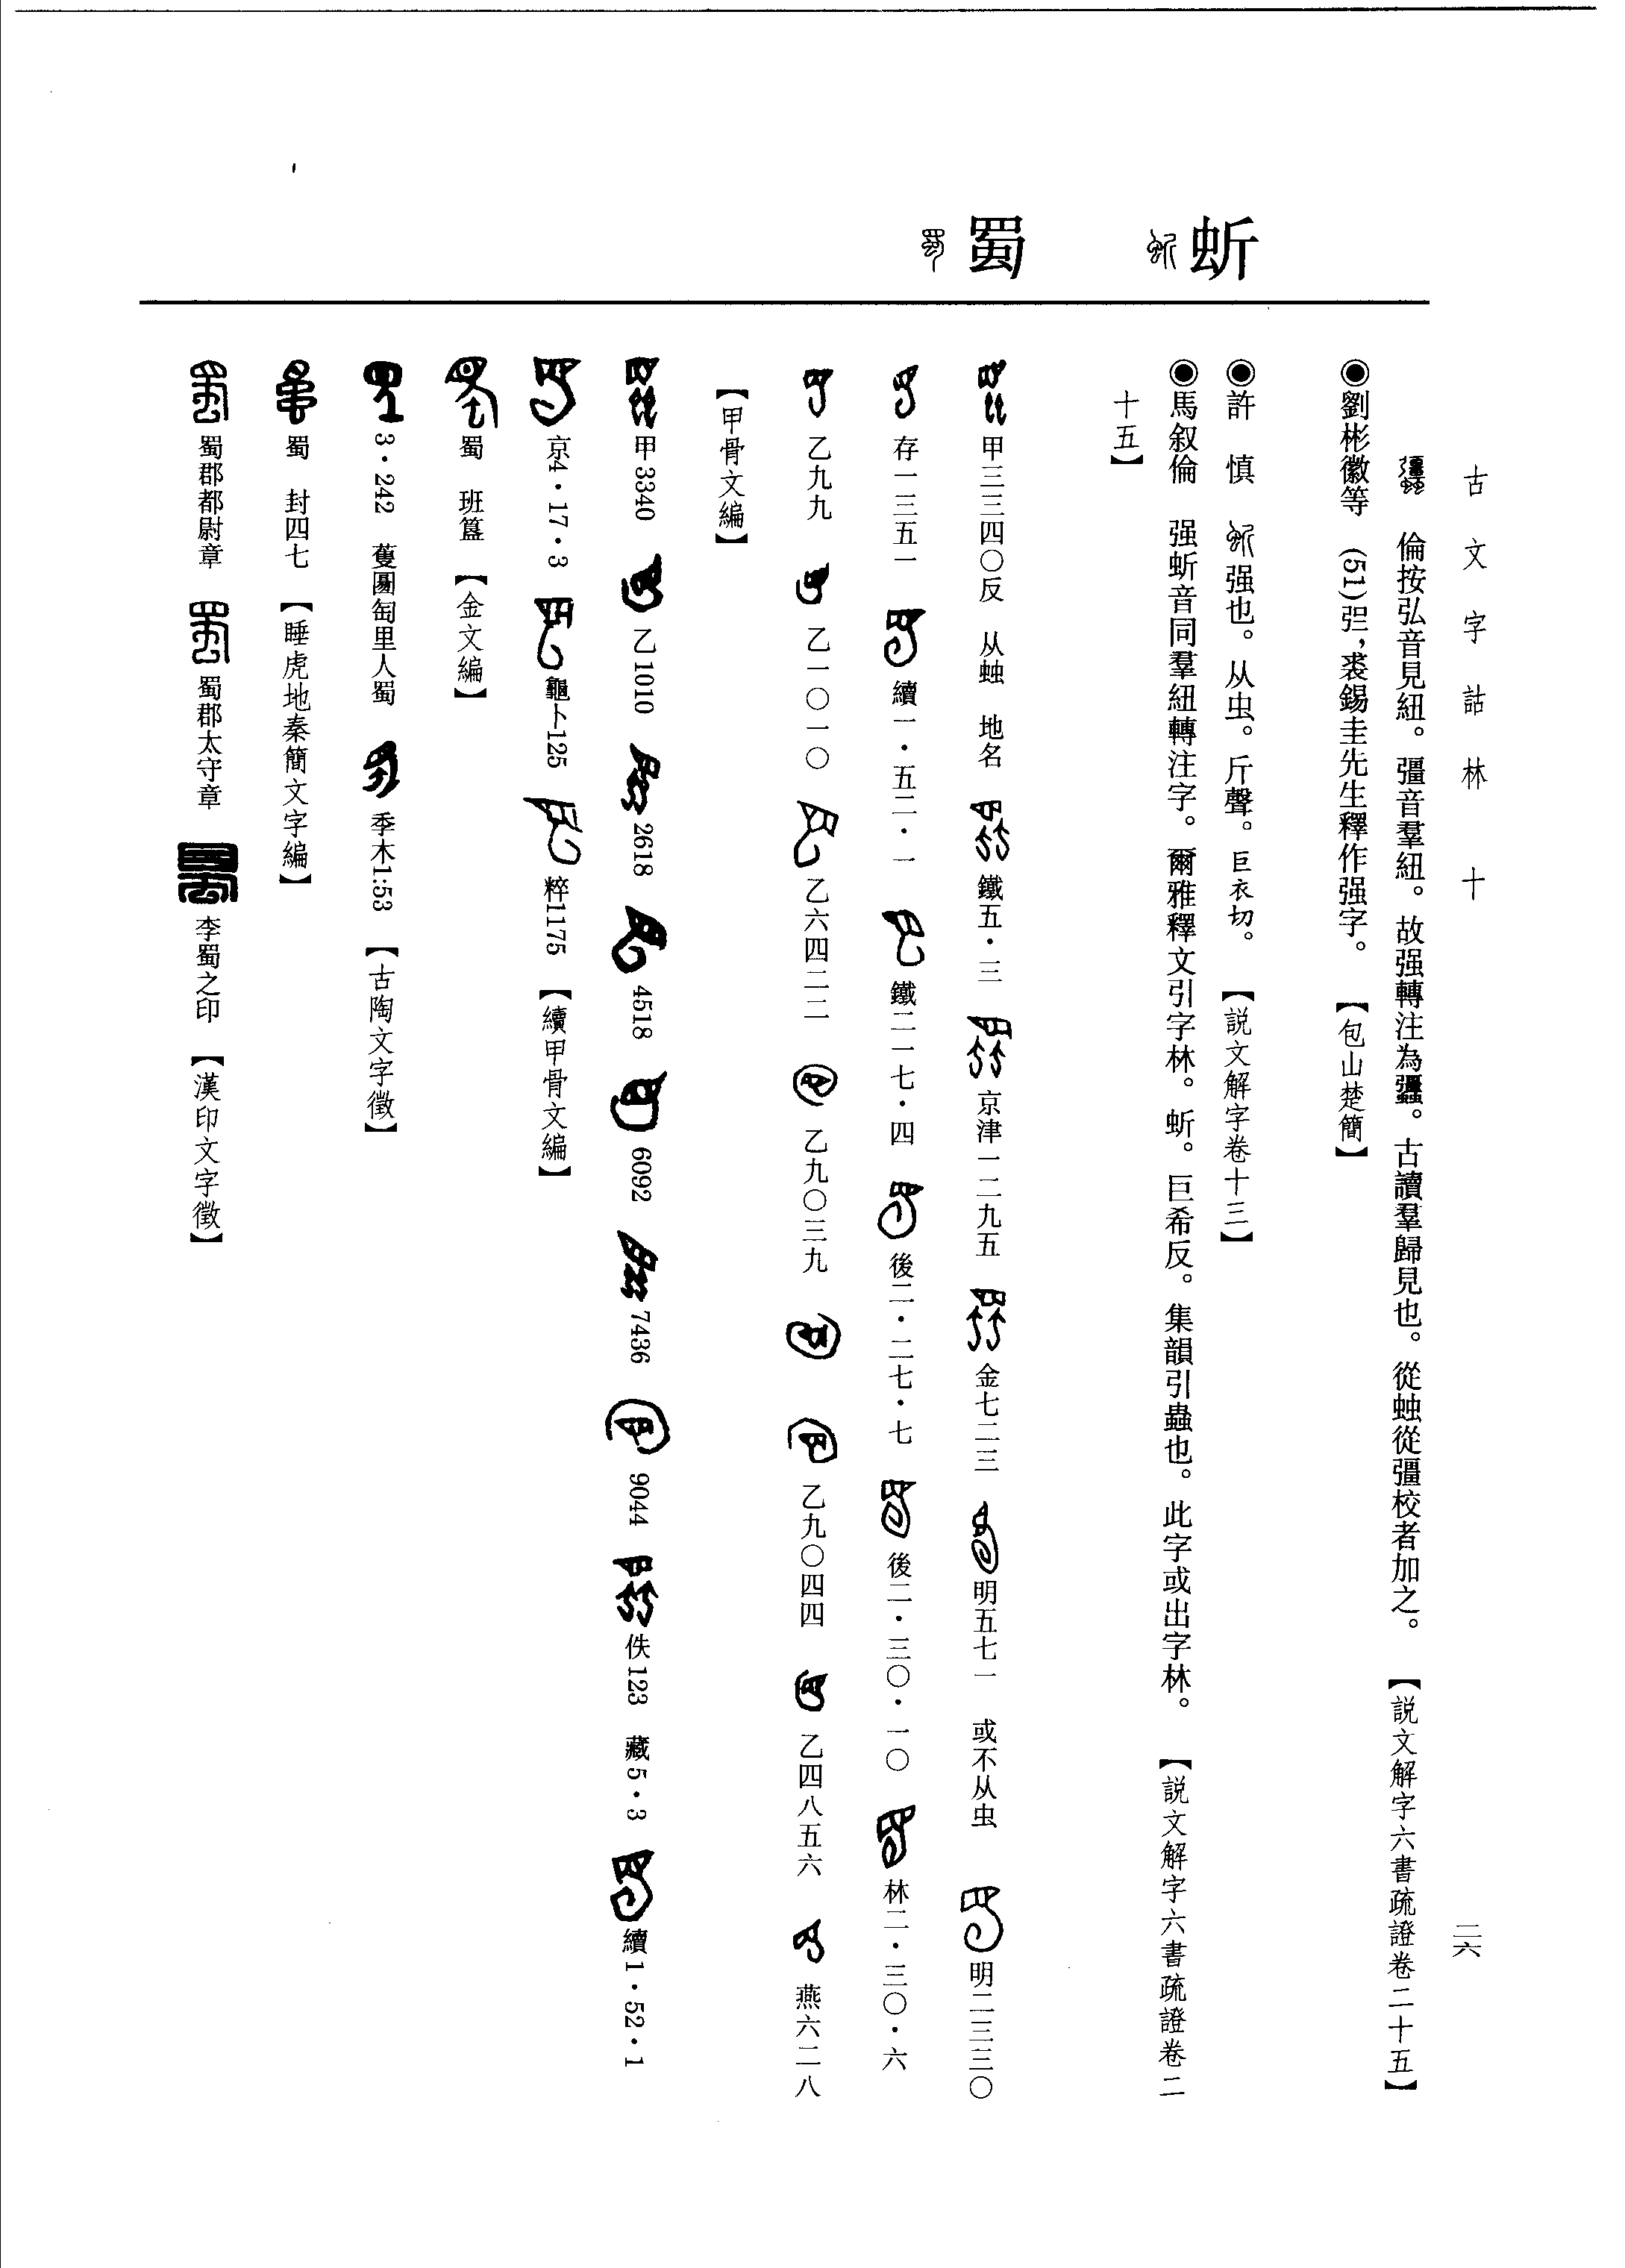 古文字詁林　十
二六
倫按弘音見紐。彊音羣紐。故强轉注為。古讀羣歸見也。從䖵從彊校者加之。【説文解字六書疏證卷二十五】
◉劉彬徽等　(51)弜，裘錫圭先生釋作强字。【包山楚簡】
蚚
◉許　慎　强也。从虫。斤聲。巨衣切。【説文解字卷十三】
◉馬叙倫　强蚚音同羣紐轉注字。爾雅釋文引字林。蚚。巨希反。集韻引蟲也。此字或出字林。【説文解字六書疏證卷二
十五】
蜀
甲三三四〇反　从䖵　地名　鐵五·三　京津一二九五　金七二三　明五七一　或不从虫　明二三三〇
存一三五一　續一·五二·一　鐵二一七·四　後二·二七·七　後二·三〇·一〇　林二·三〇·六
乙九九　乙一〇一〇　乙六四二二　乙九〇三九　乙九〇四四　乙四八五六　燕六二八
【甲骨文編】
甲3340　乙1010　2618　4518　6092　7436　9044　佚123　藏5·3　續1·52·1
京4·17·3　龜卜125　粹1175【續甲骨文編】
蜀　班簋【金文編】
3·242　蒦圆匋里人蜀　季木1:53【古陶文字徵】
蜀　封四七【睡虎地秦簡文字編】
蜀郡都尉章　蜀郡太守章　李蜀之印【漢印文字徵】